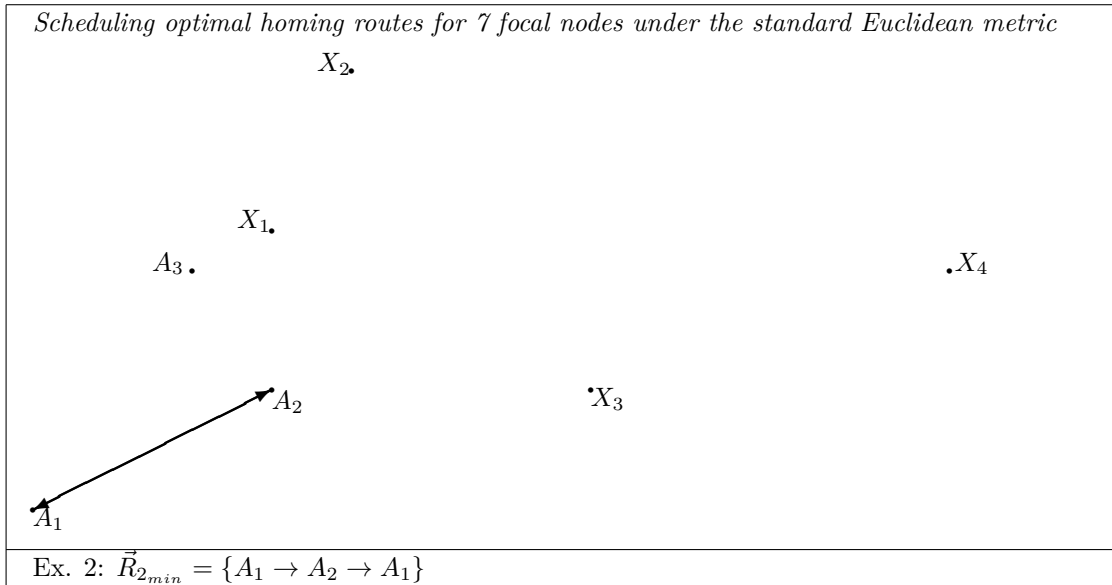 Scheduling optimal homing routes for 7 focal nodes under the standard Euclidean metric
X₂
X₁
A₃
X₄
A₂
X₃
A₁
Ex. 2: R⃗₂ₘᵢₙ = {A₁ → A₂ → A₁}